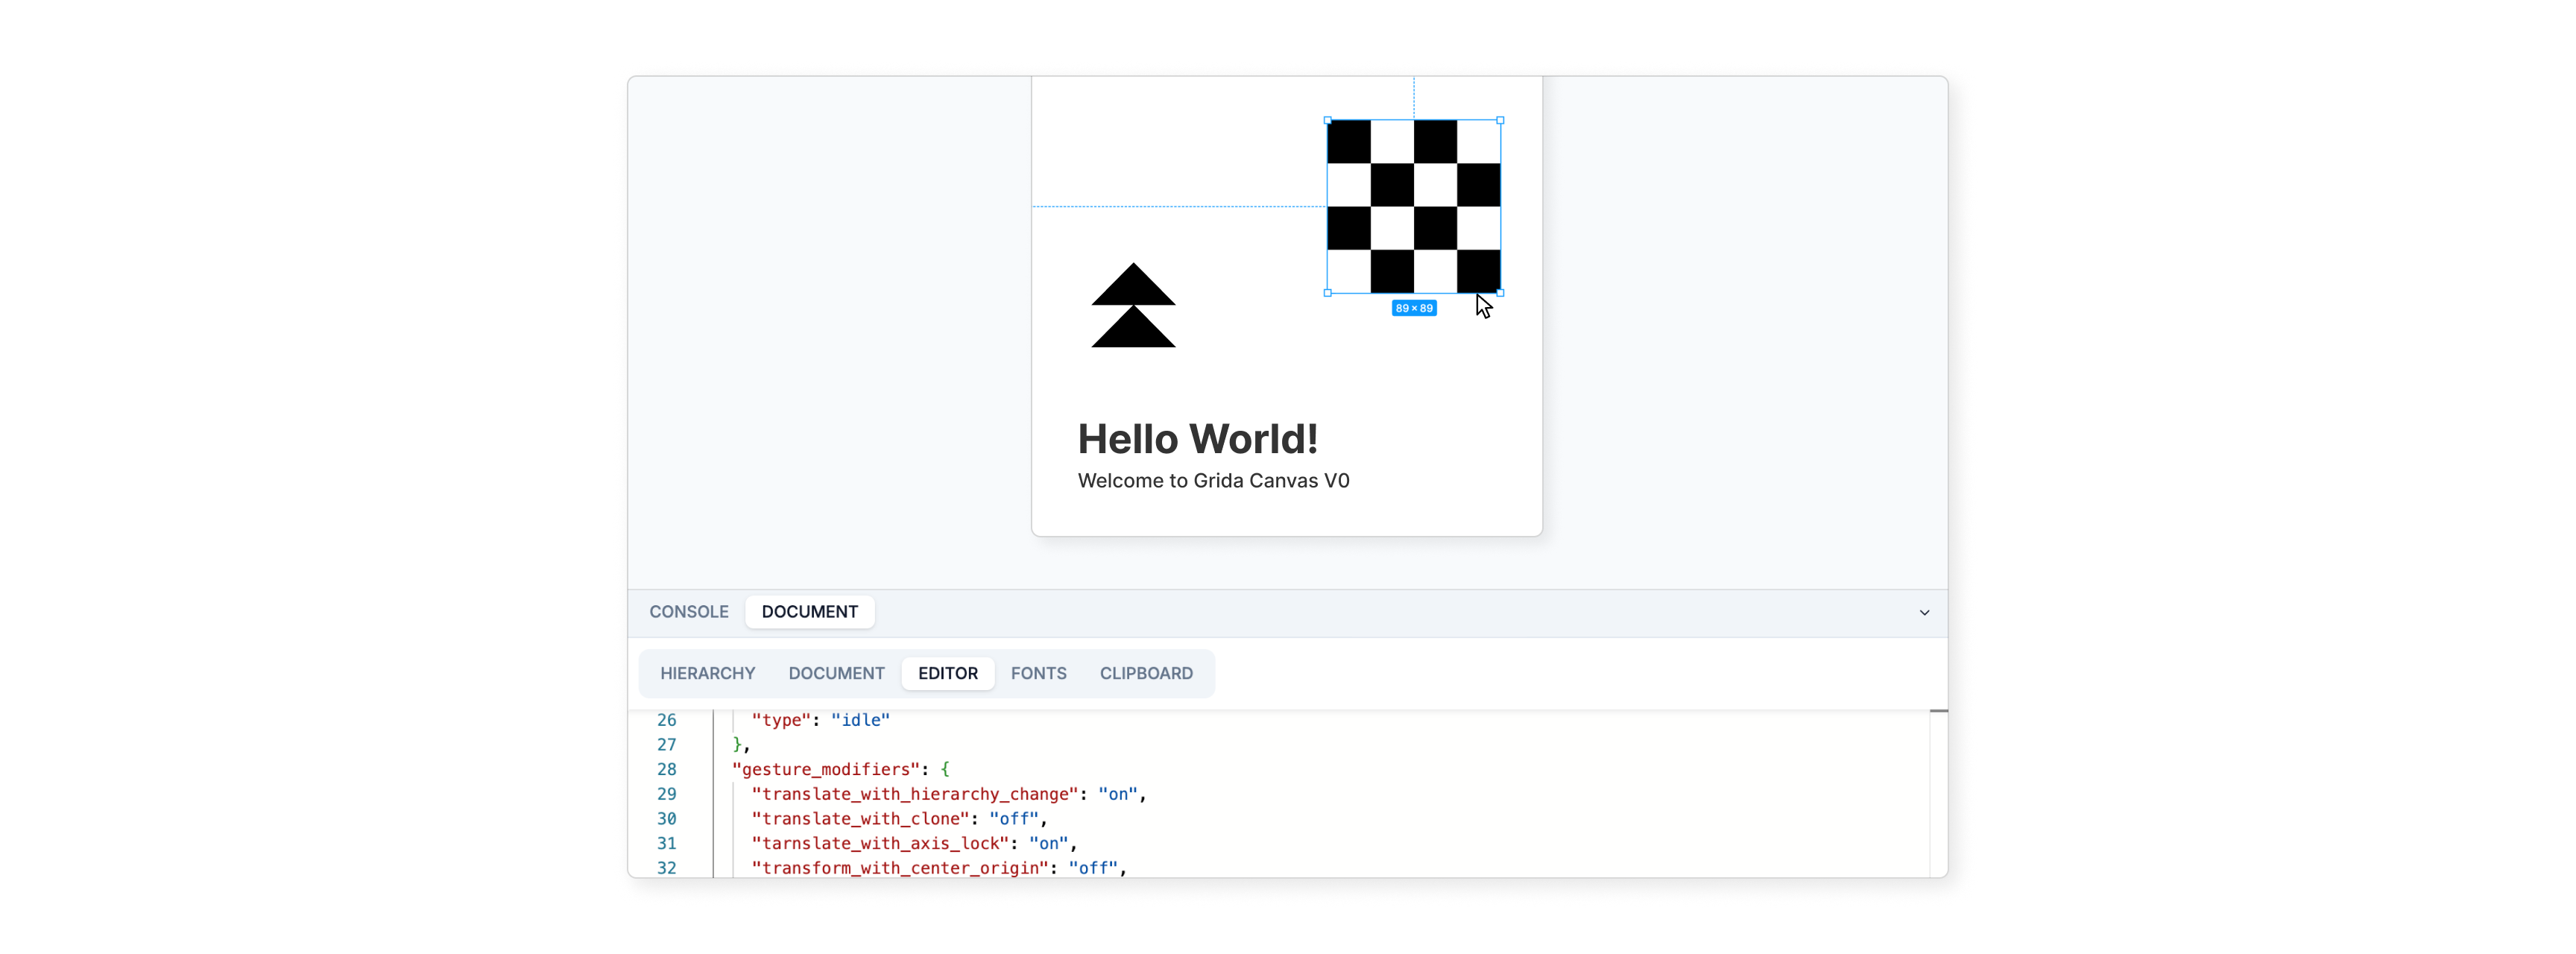 89 × 89
Hello World!
Welcome to Grida Canvas V0
CONSOLE DOCUMENT
HIERARCHY DOCUMENT EDITOR FONTS CLIPBOARD
26 "type": "idle"
27 },
28 "gesture_modifiers": {
29 "translate_with_hierarchy_change": "on",
30 "translate_with_clone": "off",
31 "tarnslate_with_axis_lock": "on",
32 "transform_with_center_origin": "off",